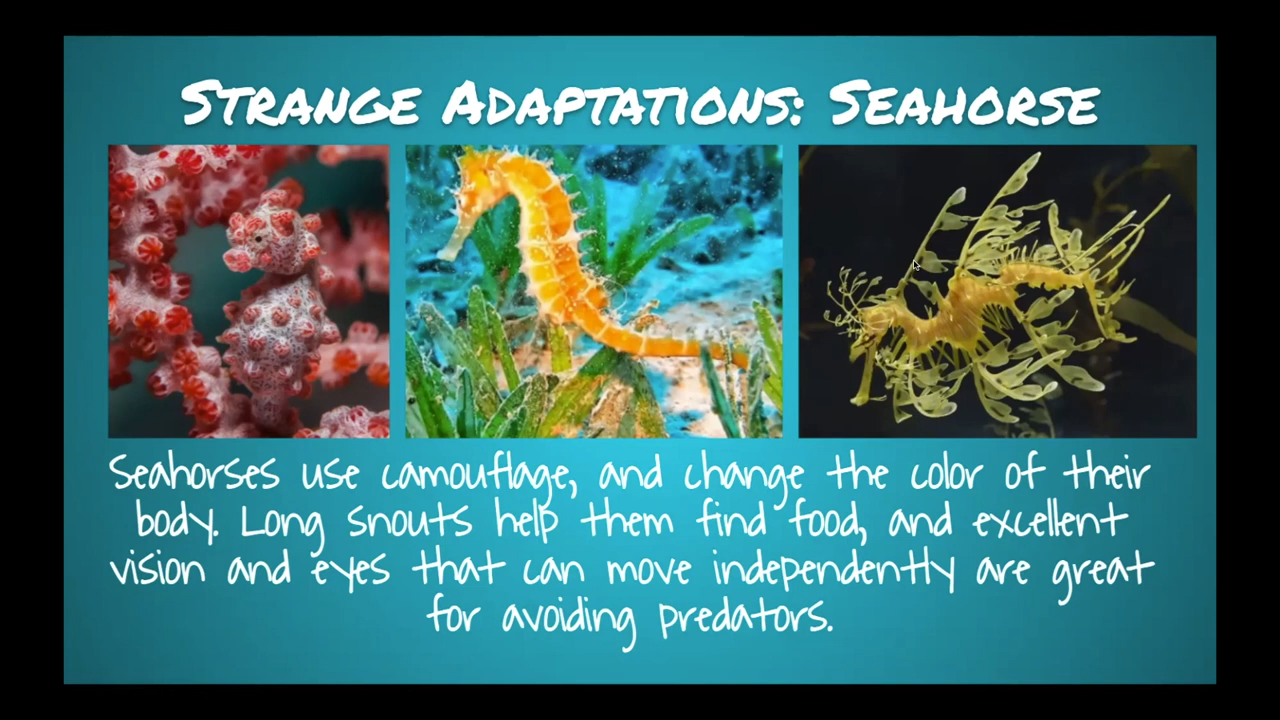 Strange Adaptations: Seahorse
Seahorses use camouflage, and change the color of their
body. Long snouts help them find food, and excellent
vision and eyes that can move independently are great
for avoiding predators.